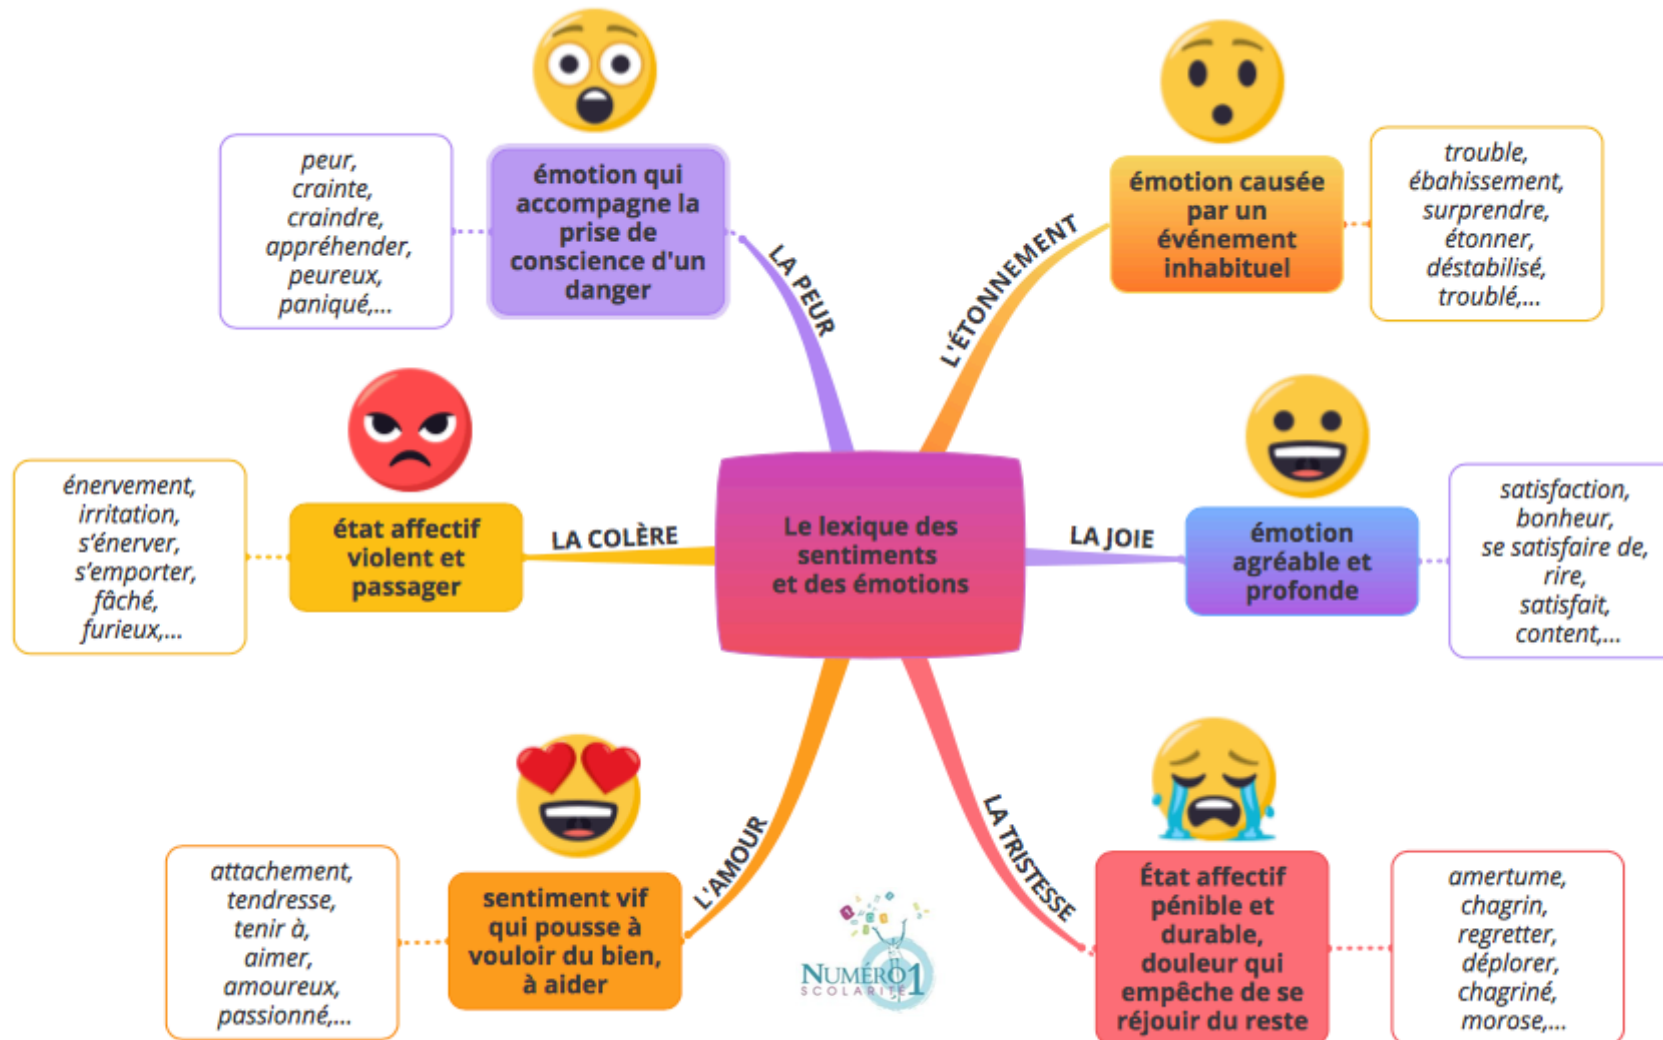 peur,
crainte,
craindre,
appréhender,
peureux,
paniqué,...
émotion qui
accompagne la
prise de
conscience d'un
danger
LA PEUR
L'ÉTONNEMENT
émotion causée
par un
événement
inhabituel
trouble,
ébahissement,
surprendre,
étonner,
déstabilisé,
troublé,...
énervement,
irritation,
s'énerver,
s'emporter,
fâché,
furieux,...
état affectif
violent et
passager
LA COLÈRE
Le lexique des
sentiments
et des émotions
LA JOIE
émotion
agréable et
profonde
satisfaction,
bonheur,
se satisfaire de,
rire,
satisfait,
content,...
attachement,
tendresse,
tenir à,
aimer,
amoureux,
passionné,...
sentiment vif
qui pousse à
vouloir du bien,
à aider
L'AMOUR
LA TRISTESSE
État affectif
pénible et
durable,
douleur qui
empêche de se
réjouir du reste
amertume,
chagrin,
regretter,
déplorer,
chagriné,
morose,...
NUMÉRO 1
SCOLARITÉ